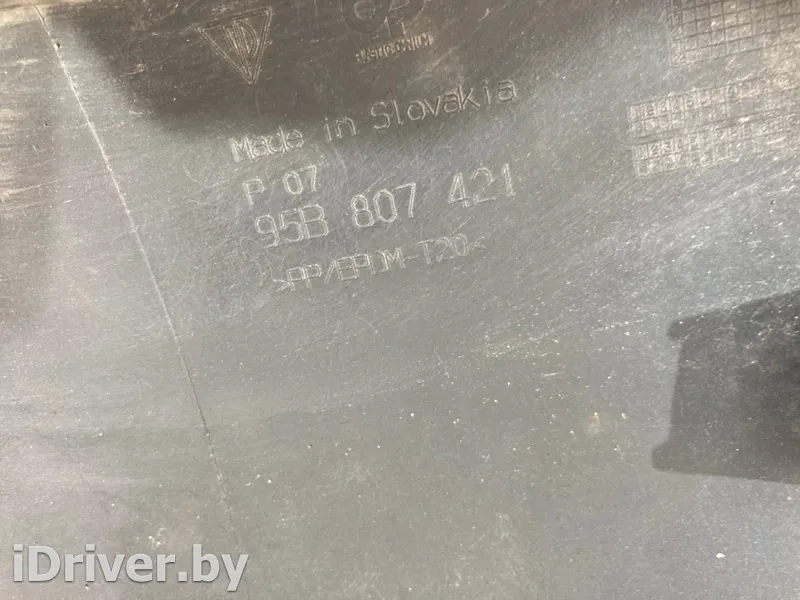 Made in Slovakia
P 07
95B 807 421
>PP/EPDM-T20<
iDriver.by